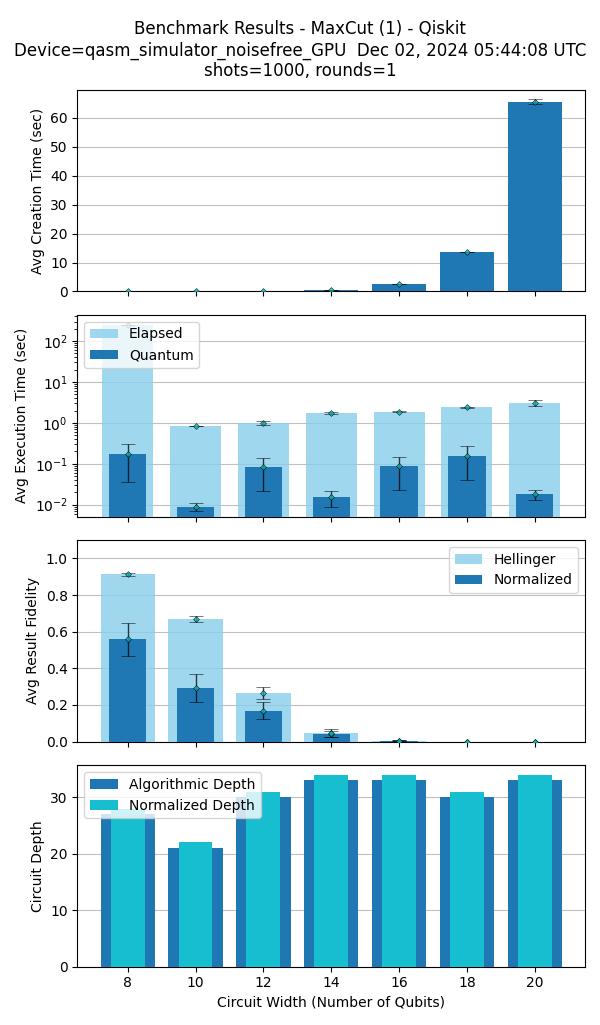 Benchmark Results - MaxCut (1) - Qiskit
Device=qasm_simulator_noisefree_GPU  Dec 02, 2024 05:44:08 UTC
shots=1000, rounds=1
Avg Creation Time (sec)
60
50
40
30
20
10
0
Avg Execution Time (sec)
10²
10¹
10⁰
10⁻¹
10⁻²
Elapsed
Quantum
Avg Result Fidelity
1.0
0.8
0.6
0.4
0.2
0.0
Hellinger
Normalized
Circuit Depth
30
20
10
0
Algorithmic Depth
Normalized Depth
8 10 12 14 16 18 20
Circuit Width (Number of Qubits)